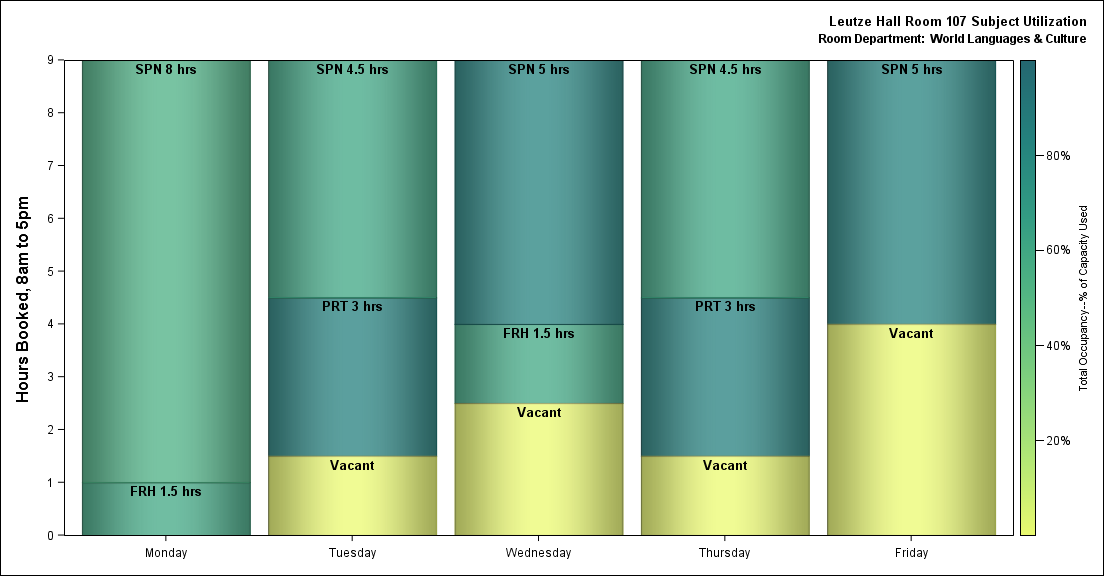 Leutze Hall Room 107 Subject Utilization
Room Department: World Languages & Culture
Hours Booked, 8am to 5pm
9
8
7
6
5
4
3
2
1
0
SPN 8 hrs
FRH 1.5 hrs
SPN 4.5 hrs
PRT 3 hrs
Vacant
SPN 5 hrs
FRH 1.5 hrs
Vacant
SPN 4.5 hrs
PRT 3 hrs
Vacant
SPN 5 hrs
Vacant
Monday
Tuesday
Wednesday
Thursday
Friday
80%
60%
40%
20%
Total Occupancy--% of Capacity Used